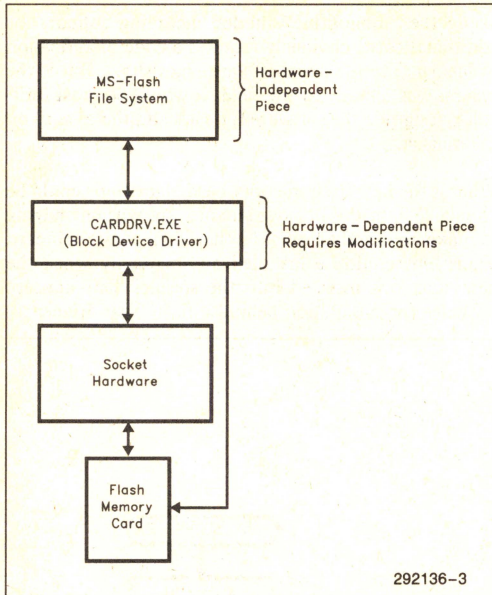 MS-Flash
File System
Hardware –
Independent
Piece
CARDDRV.EXE
(Block Device Driver)
Hardware – Dependent Piece
Requires Modifications
Socket
Hardware
Flash
Memory
Card
292136-3